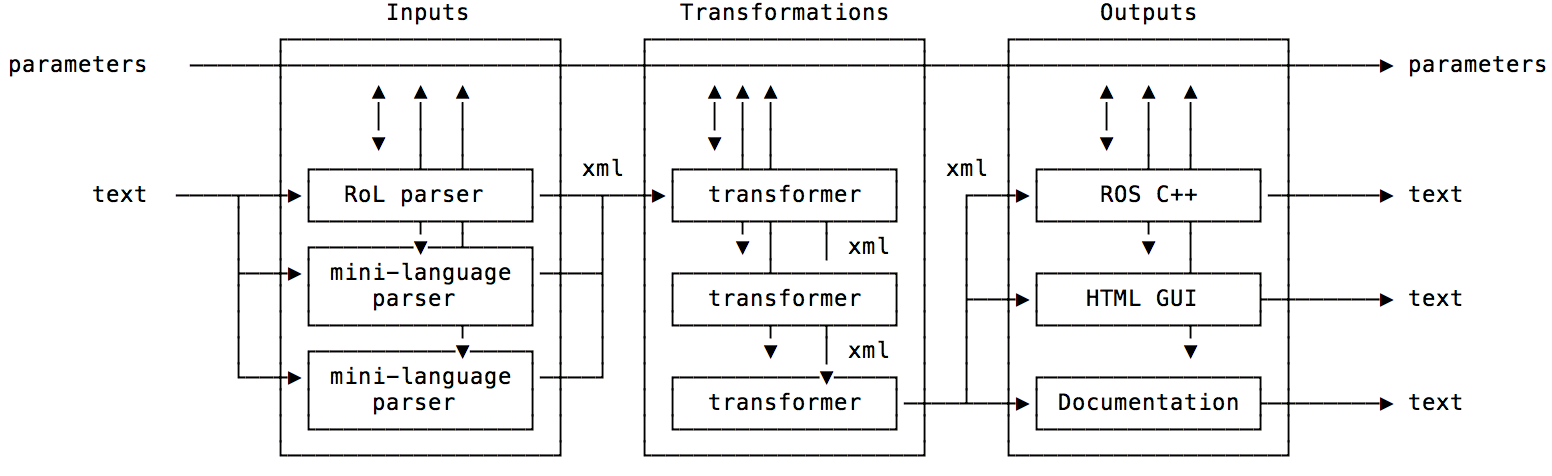 Inputs Transformations Outputs
parameters parameters
xml xml
text RoL parser transformer ROS C++ text
xml
mini-language
parser
transformer HTML GUI text
xml
mini-language
parser
transformer Documentation text